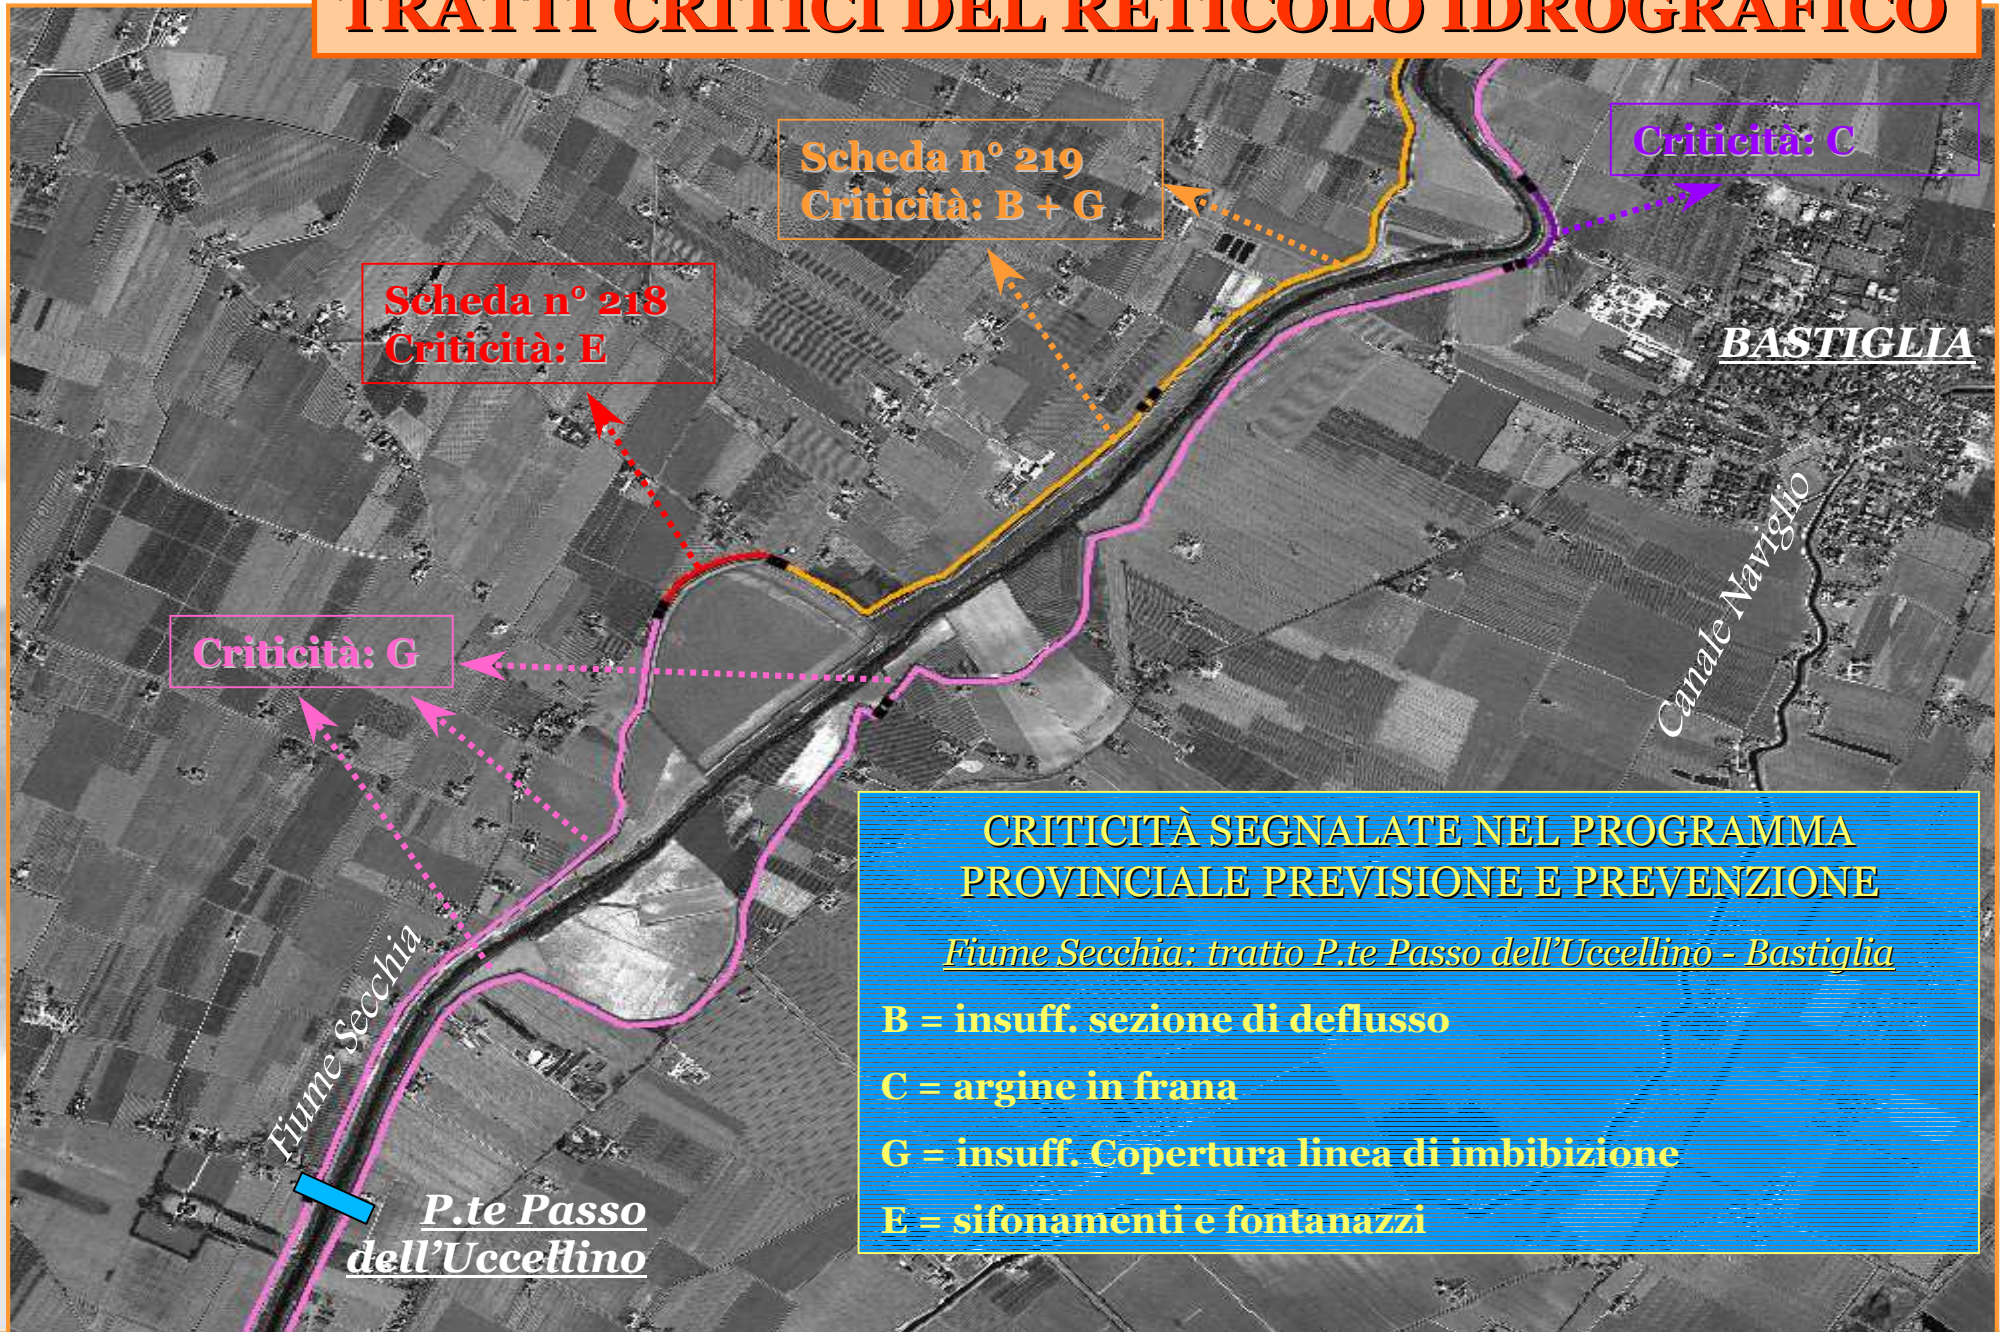 TRATTI CRITICI DEL RETICOLO IDROGRAFICO
Criticità: C
Scheda n° 219
Criticità: B + G
Scheda n° 218
Criticità: E
BASTIGLIA
Canale Naviglio
Criticità: G
Fiume Secchia
P.te Passo
dell'Uccellino
CRITICITÀ SEGNALATE NEL PROGRAMMA
PROVINCIALE PREVISIONE E PREVENZIONE
Fiume Secchia: tratto P.te Passo dell'Uccellino - Bastiglia
B = insuff. sezione di deflusso
C = argine in frana
G = insuff. Copertura linea di imbibizione
E = sifonamenti e fontanazzi